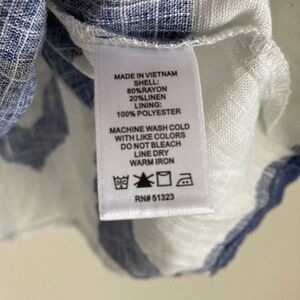 MADE IN VIETNAM
SHELL:
80%RAYON
20%LINEN
LINING:
100% POLYESTER
MACHINE WASH COLD
WITH LIKE COLORS
DO NOT BLEACH
LINE DRY
WARM IRON
RN# 51323